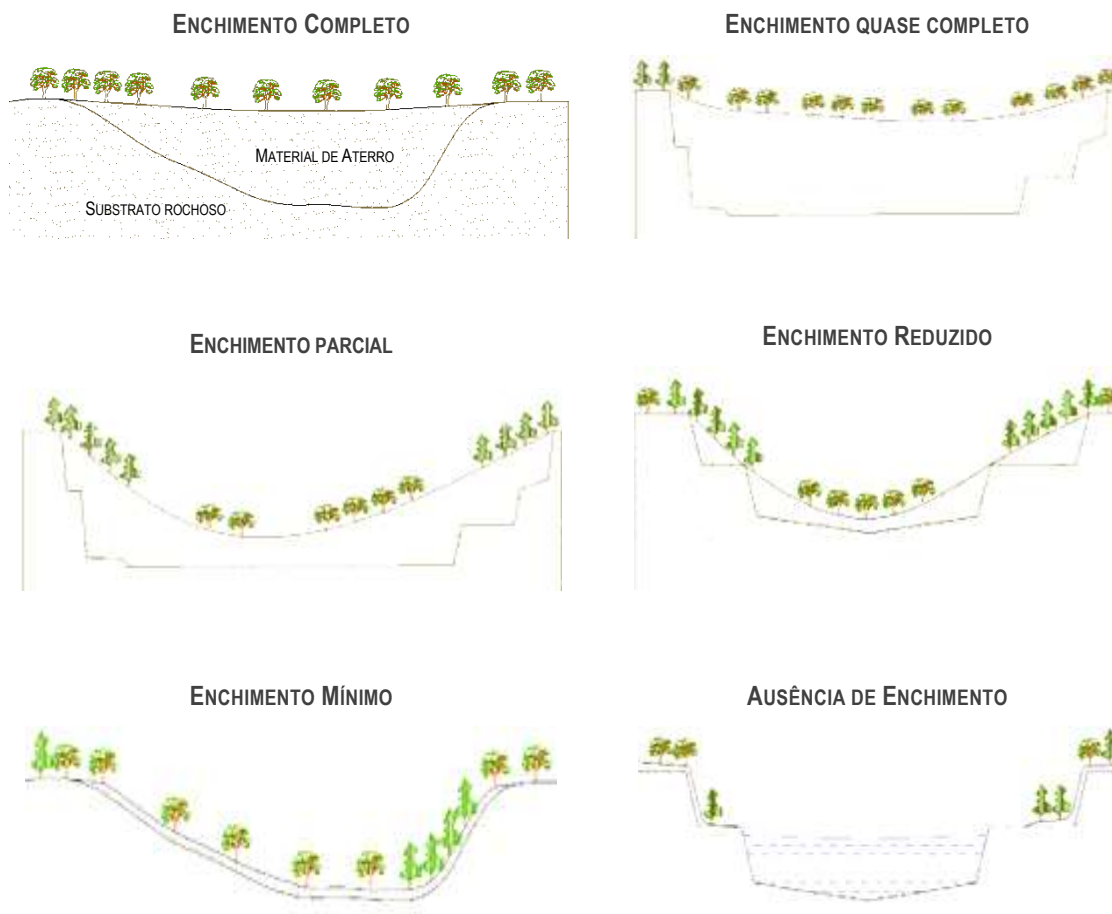 ENCHIMENTO COMPLETO
ENCHIMENTO QUASE COMPLETO
MATERIAL DE ATERRO
SUBSTRATO ROCHOSO
ENCHIMENTO PARCIAL
ENCHIMENTO REDUZIDO
ENCHIMENTO MÍNIMO
AUSÊNCIA DE ENCHIMENTO